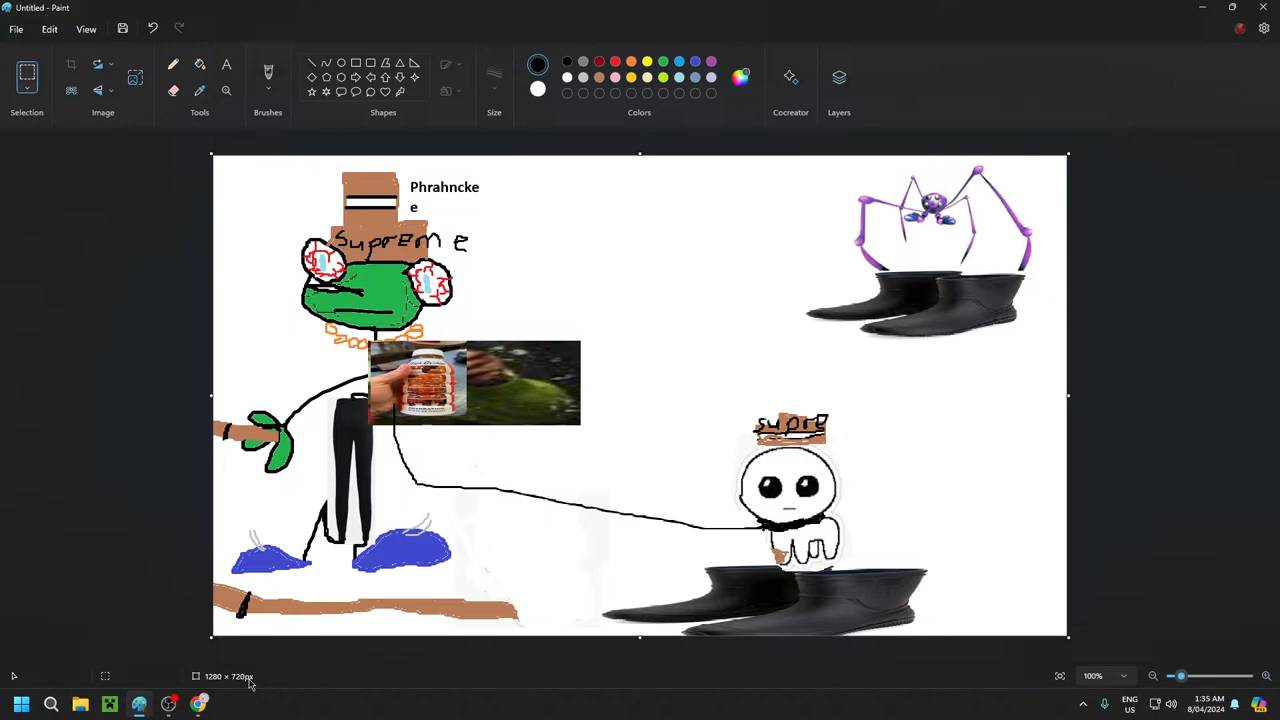 Untitled - Paint
File Edit View
Selection Image Tools Brushes Shapes Size Colors Cocreator Layers
Phrahncke
e
supreme
supre
1280 × 720px
100%
ENG
US
1:35 AM
8/04/2024